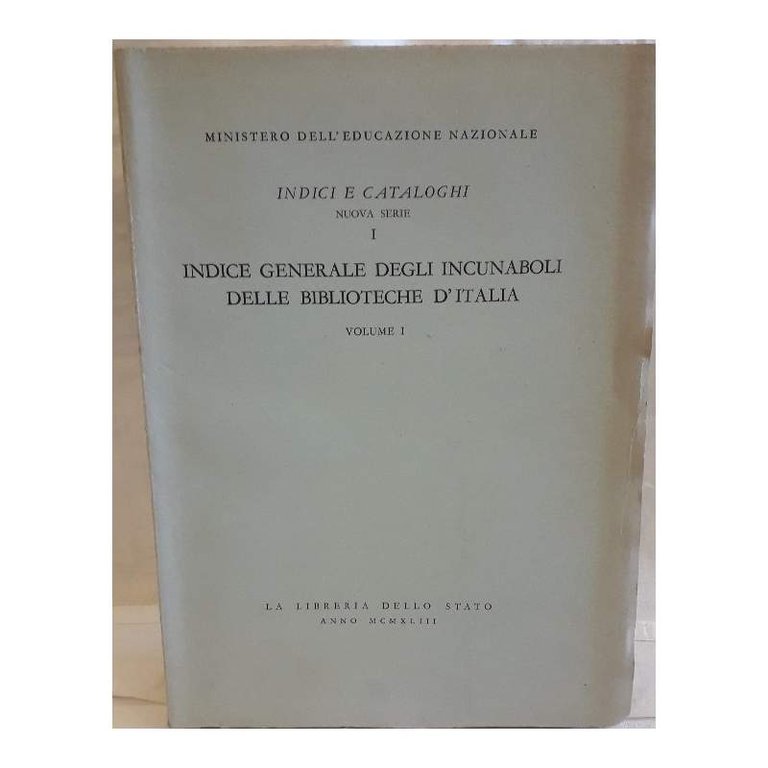 MINISTERO DELL'EDUCAZIONE NAZIONALE
INDICI E CATALOGHI
NUOVA SERIE
I
INDICE GENERALE DEGLI INCUNABOLI
DELLE BIBLIOTECHE D'ITALIA
VOLUME I
LA LIBRERIA DELLO STATO
ANNO MCMXLIII